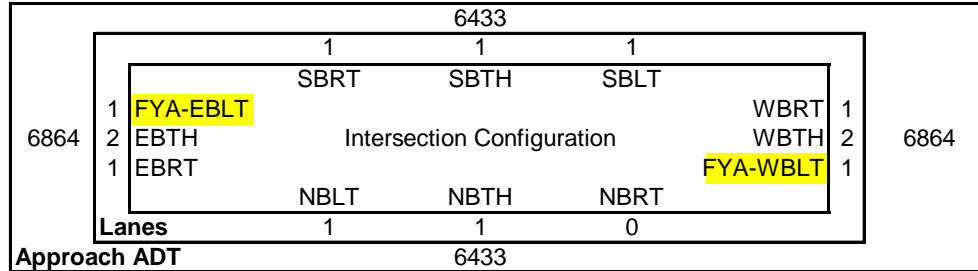 6433
1 1 1
SBRT SBTH SBLT
1 FYA-EBLT WBRT 1
6864 2 EBTH Intersection Configuration WBTH 2 6864
1 EBRT FYA-WBLT 1
NBLT NBTH NBRT
Lanes 1 1 0
Approach ADT 6433